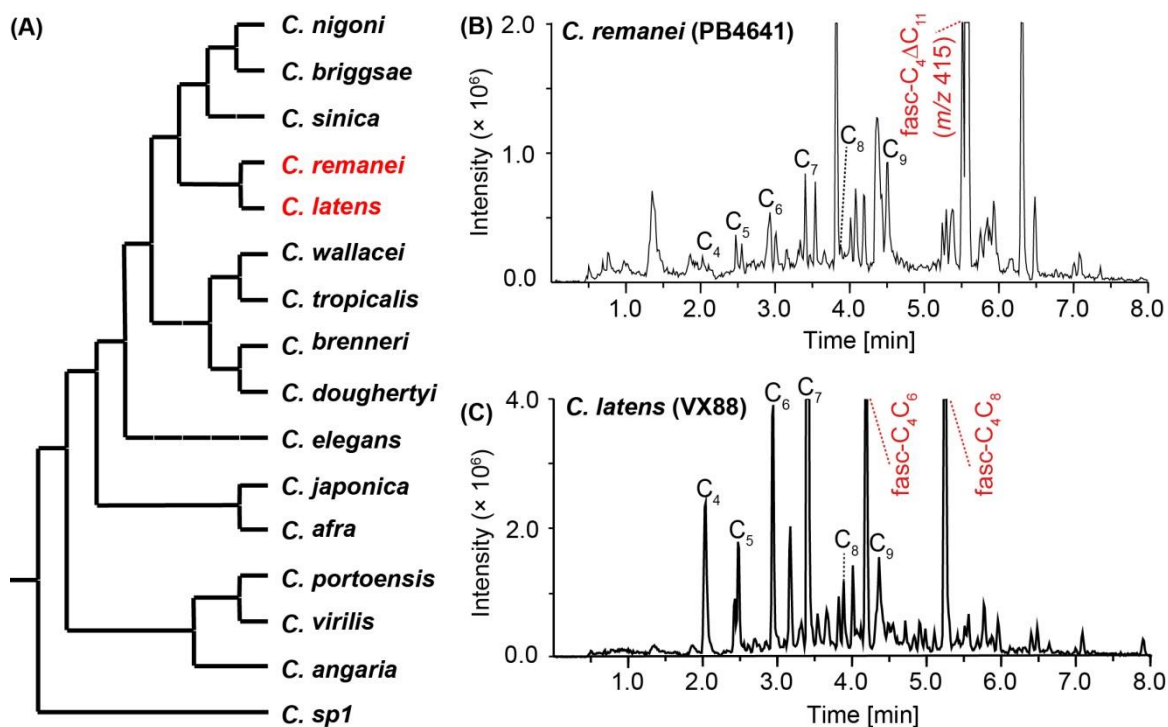 (A)
C. nigoni
C. briggsae
C. sinica
C. remanei
C. latens
C. wallacei
C. tropicalis
C. brenneri
C. doughertyi
C. elegans
C. japonica
C. afra
C. portoensis
C. virilis
C. angaria
C. sp1
(B)
C. remanei (PB4641)
Intensity (× 10⁶)
2.0
1.0
0.0
C₄
C₅
C₆
C₇
C₈
C₉
fasc-C₄ΔC₁₁
(m/z 415)
1.0 2.0 3.0 4.0 5.0 6.0 7.0 8.0
Time [min]
(C)
C. latens (VX88)
Intensity (× 10⁶)
4.0
2.0
0.0
C₄
C₅
C₆
C₇
C₈
C₉
fasc-C₄C₆
fasc-C₄C₈
1.0 2.0 3.0 4.0 5.0 6.0 7.0 8.0
Time [min]